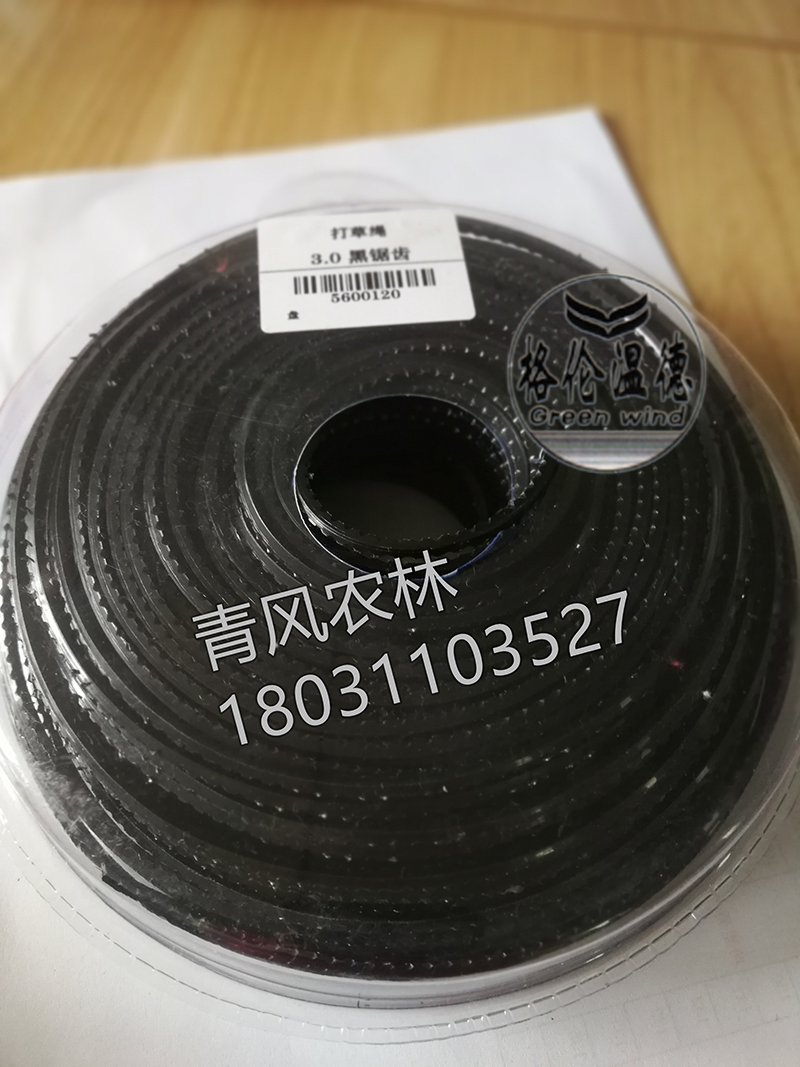 打草绳
3.0 黑锯齿
5600120
盘
格伦温德
Green wind
青风农林
18031103527